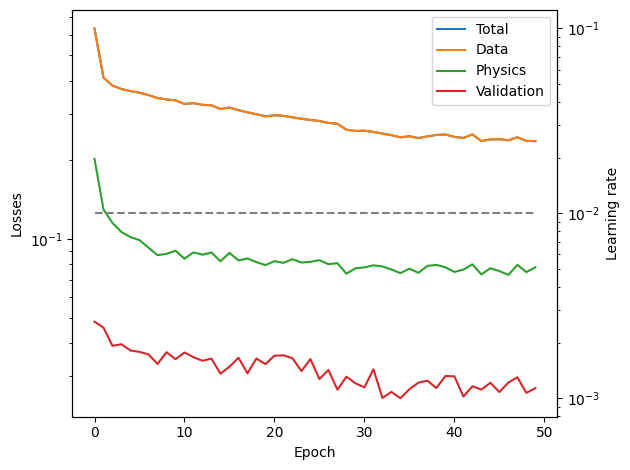 Total
Data
Physics
Validation
10⁻¹
10⁻¹
10⁻²
10⁻³
Losses
Learning rate
0 10 20 30 40 50
Epoch